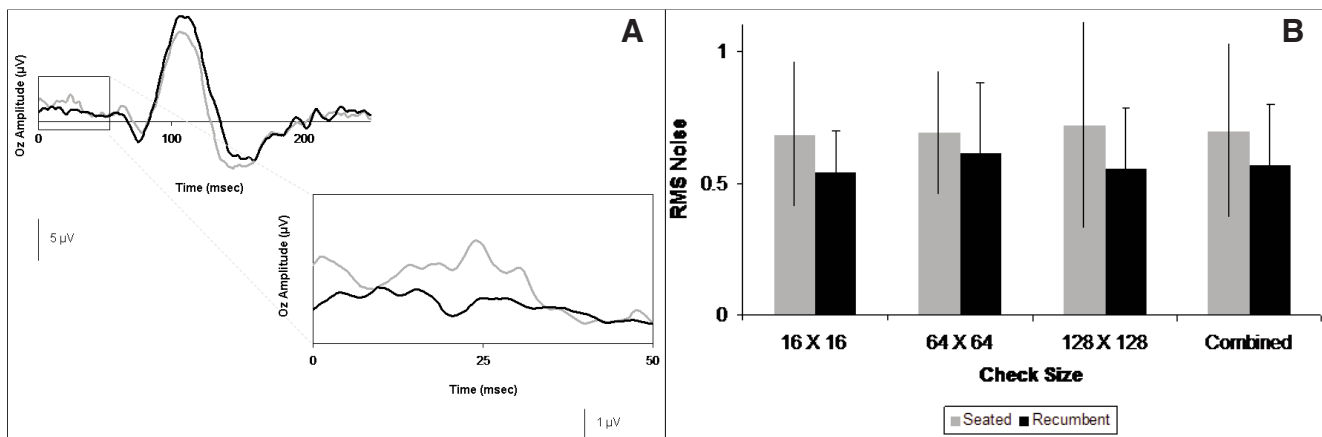 A
Oz Amplitude (µV)
0
100
200
Time (msec)
5 µV
Oz Amplitude (µV)
0
25
50
Time (msec)
1 µV
B
RMS Noise
1
0.5
0
16 X 16
64 X 64
128 X 128
Combined
Check Size
Seated
Recumbent